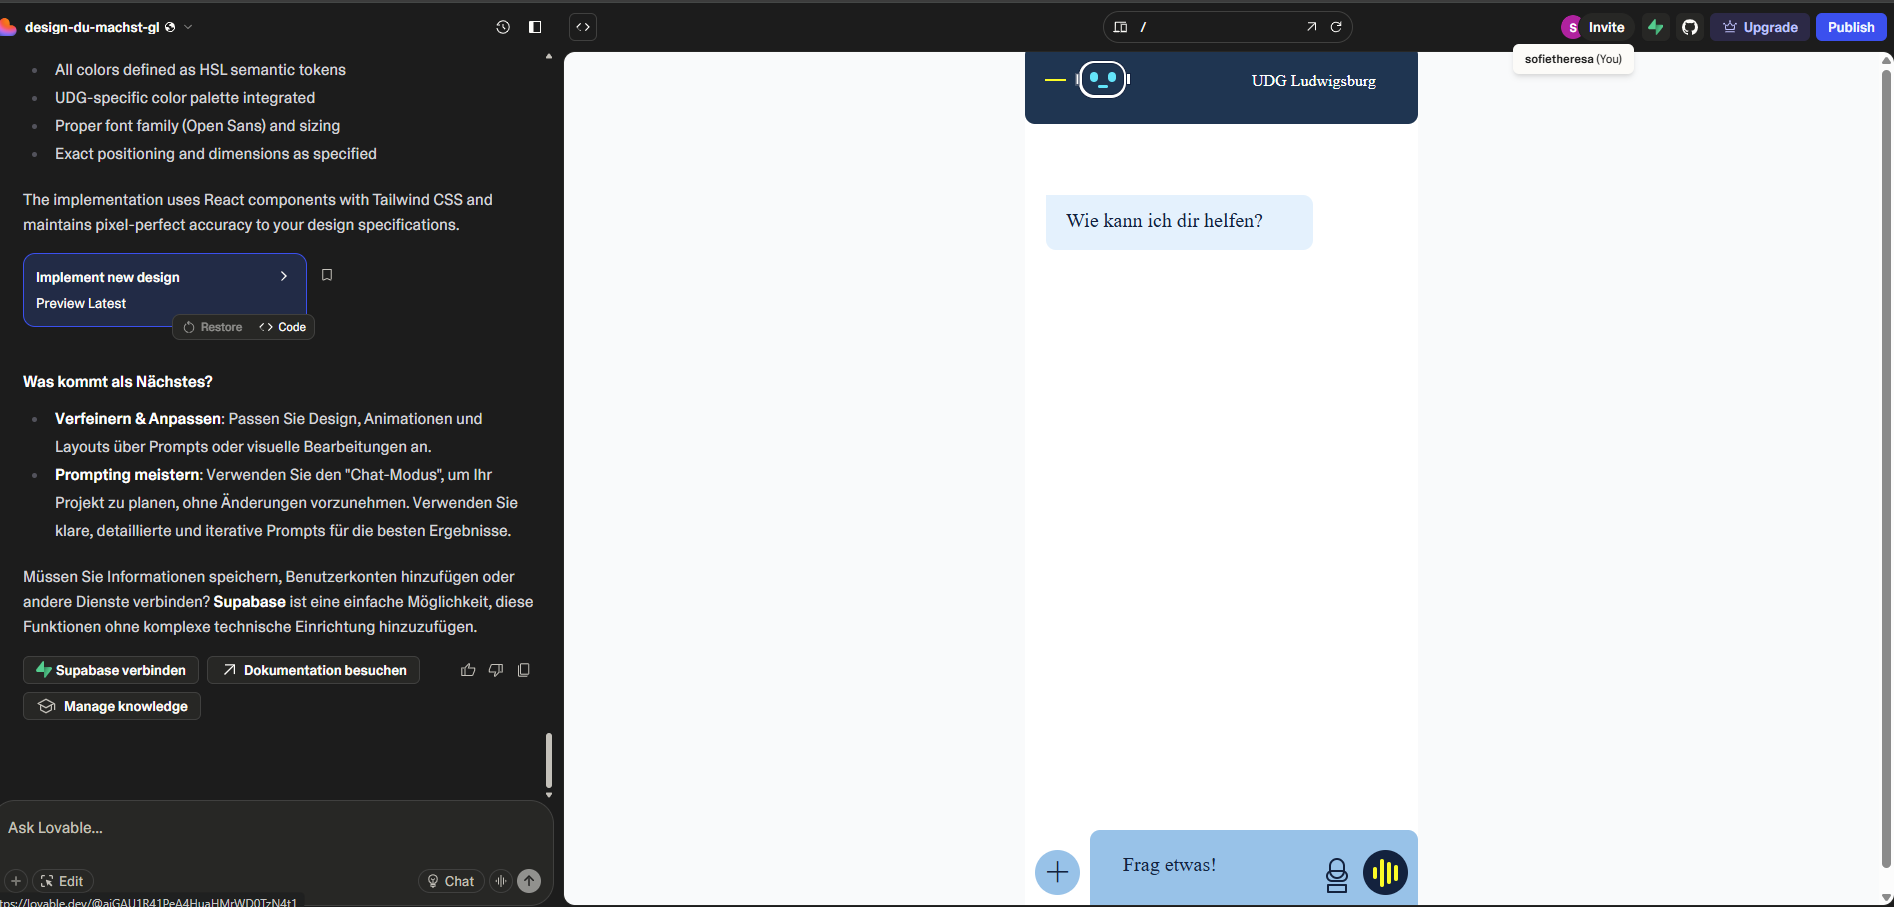 design-du-machst-gl
/
S
Invite
Upgrade
Publish
sofietheresa (You)
All colors defined as HSL semantic tokens
UDG-specific color palette integrated
Proper font family (Open Sans) and sizing
Exact positioning and dimensions as specified
The implementation uses React components with Tailwind CSS and
maintains pixel-perfect accuracy to your design specifications.
Implement new design
Preview Latest
Restore
Code
Was kommt als Nächstes?
Verfeinern & Anpassen: Passen Sie Design, Animationen und
Layouts über Prompts oder visuelle Bearbeitungen an.
Prompting meistern: Verwenden Sie den "Chat-Modus", um Ihr
Projekt zu planen, ohne Änderungen vorzunehmen. Verwenden Sie
klare, detaillierte und iterative Prompts für die besten Ergebnisse.
Müssen Sie Informationen speichern, Benutzerkonten hinzufügen oder
andere Dienste verbinden? Supabase ist eine einfache Möglichkeit, diese
Funktionen ohne komplexe technische Einrichtung hinzuzufügen.
Supabase verbinden
Dokumentation besuchen
Manage knowledge
Ask Lovable...
Edit
Chat
UDG Ludwigsburg
Wie kann ich dir helfen?
Frag etwas!